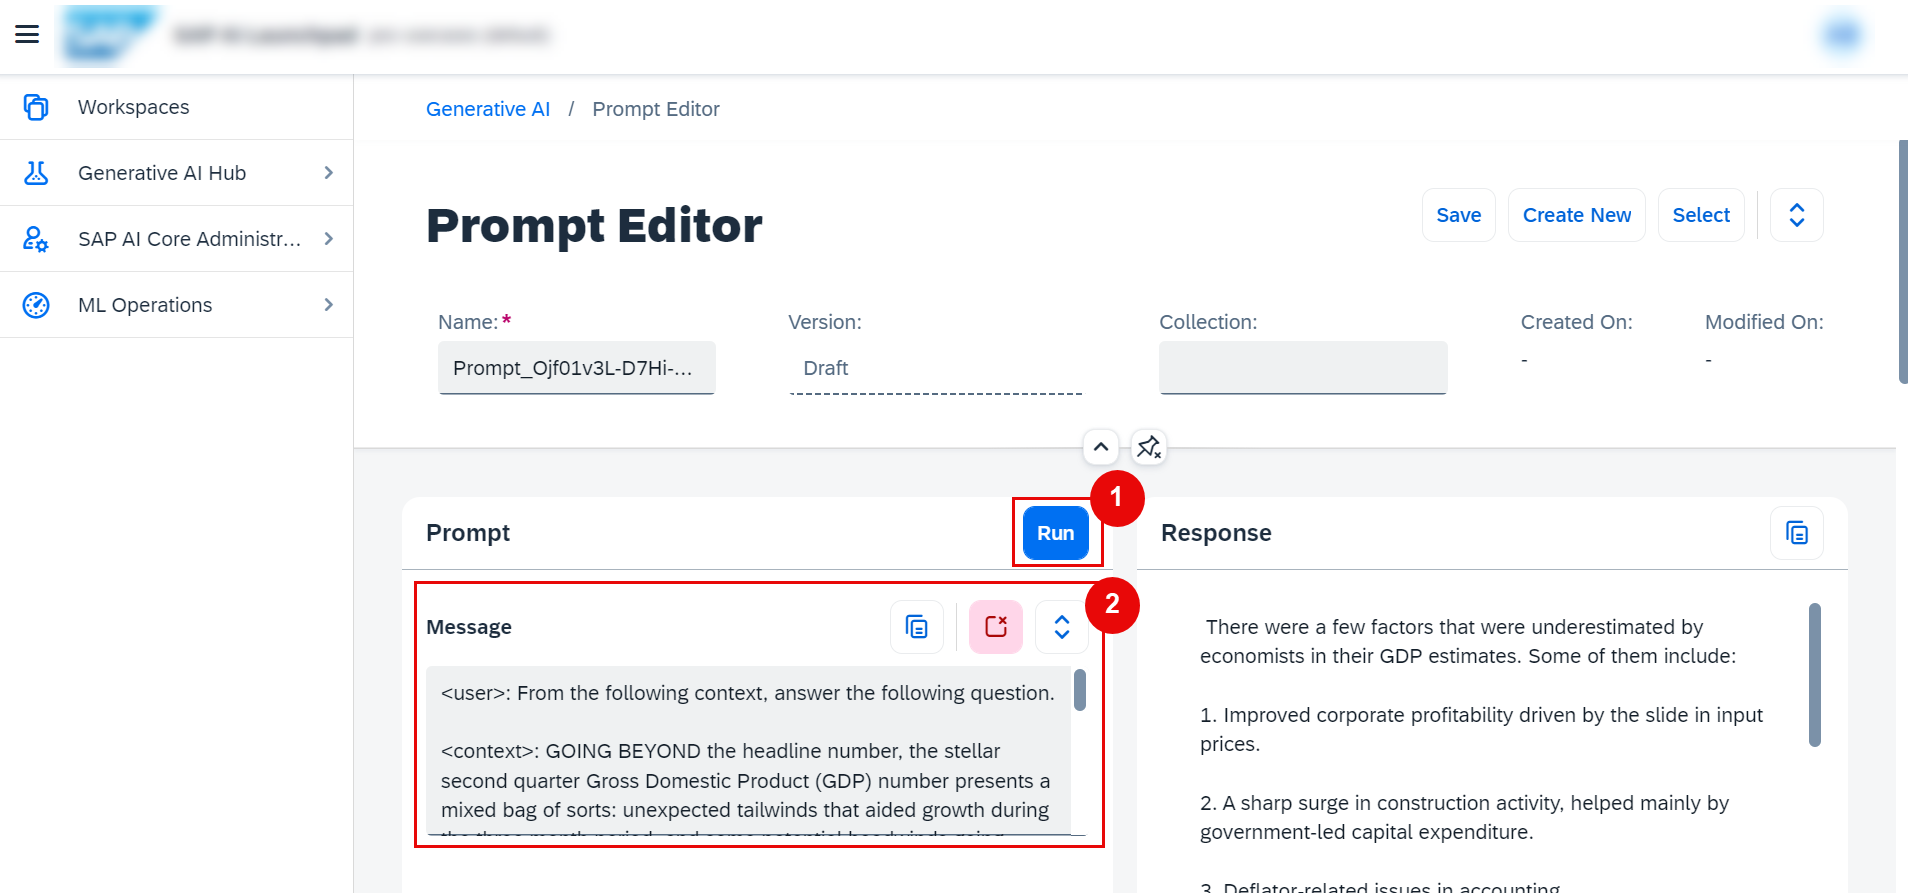 Workspaces
Generative AI Hub
SAP AI Core Administr...
ML Operations
Generative AI / Prompt Editor
Prompt Editor
Save
Create New
Select
Name:*
Prompt_Ojf01v3L-D7Hi-...
Version:
Draft
Collection:
Created On:
-
Modified On:
-
Prompt
Run
1
Message
2
<user>: From the following context, answer the following question.
<context>: GOING BEYOND the headline number, the stellar
second quarter Gross Domestic Product (GDP) number presents a
mixed bag of sorts: unexpected tailwinds that aided growth during
Response
There were a few factors that were underestimated by
economists in their GDP estimates. Some of them include:
1. Improved corporate profitability driven by the slide in input
prices.
2. A sharp surge in construction activity, helped mainly by
government-led capital expenditure.
3. Deflator-related issues in accounting